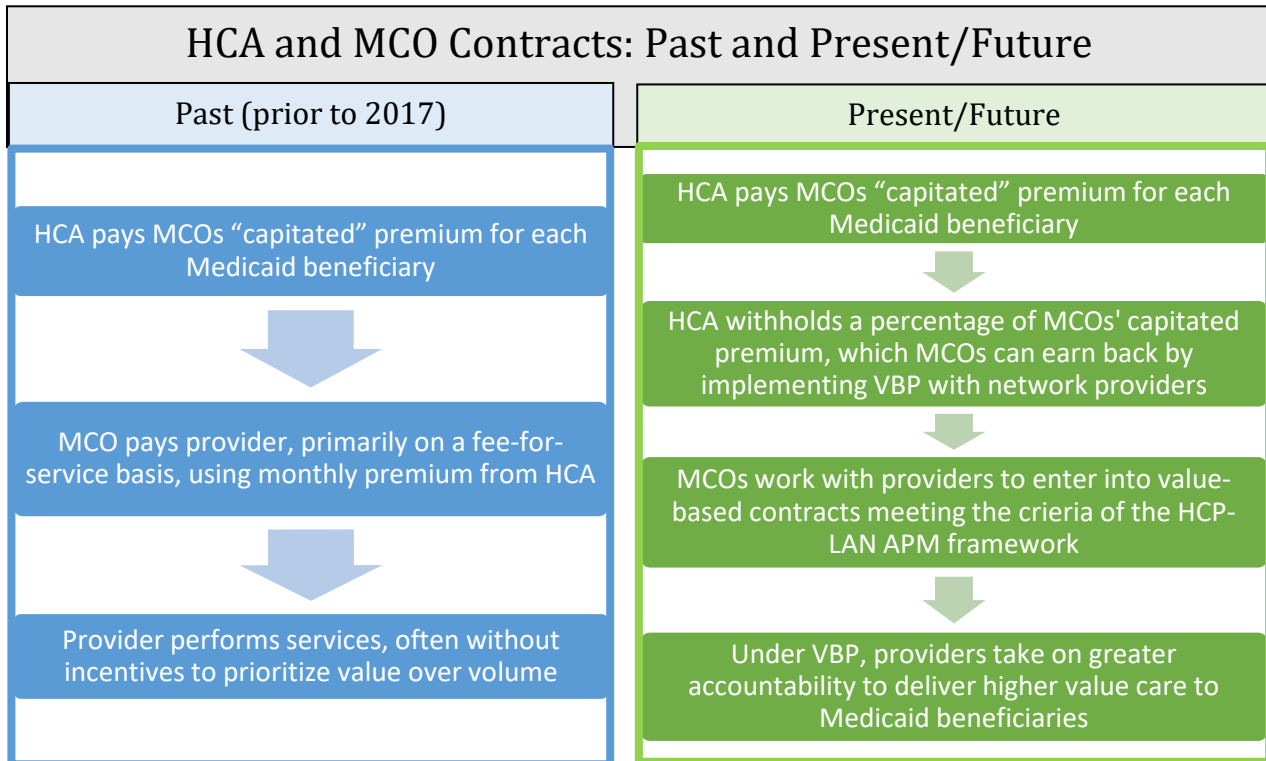 HCA and MCO Contracts: Past and Present/Future
Past (prior to 2017)
HCA pays MCOs “capitated” premium for each
Medicaid beneficiary
MCO pays provider, primarily on a fee-for-
service basis, using monthly premium from HCA
Provider performs services, often without
incentives to prioritize value over volume
Present/Future
HCA pays MCOs “capitated” premium for each
Medicaid beneficiary
HCA withholds a percentage of MCOs' capitated
premium, which MCOs can earn back by
implementing VBP with network providers
MCOs work with providers to enter into value-
based contracts meeting the crieria of the HCP-
LAN APM framework
Under VBP, providers take on greater
accountability to deliver higher value care to
Medicaid beneficiaries